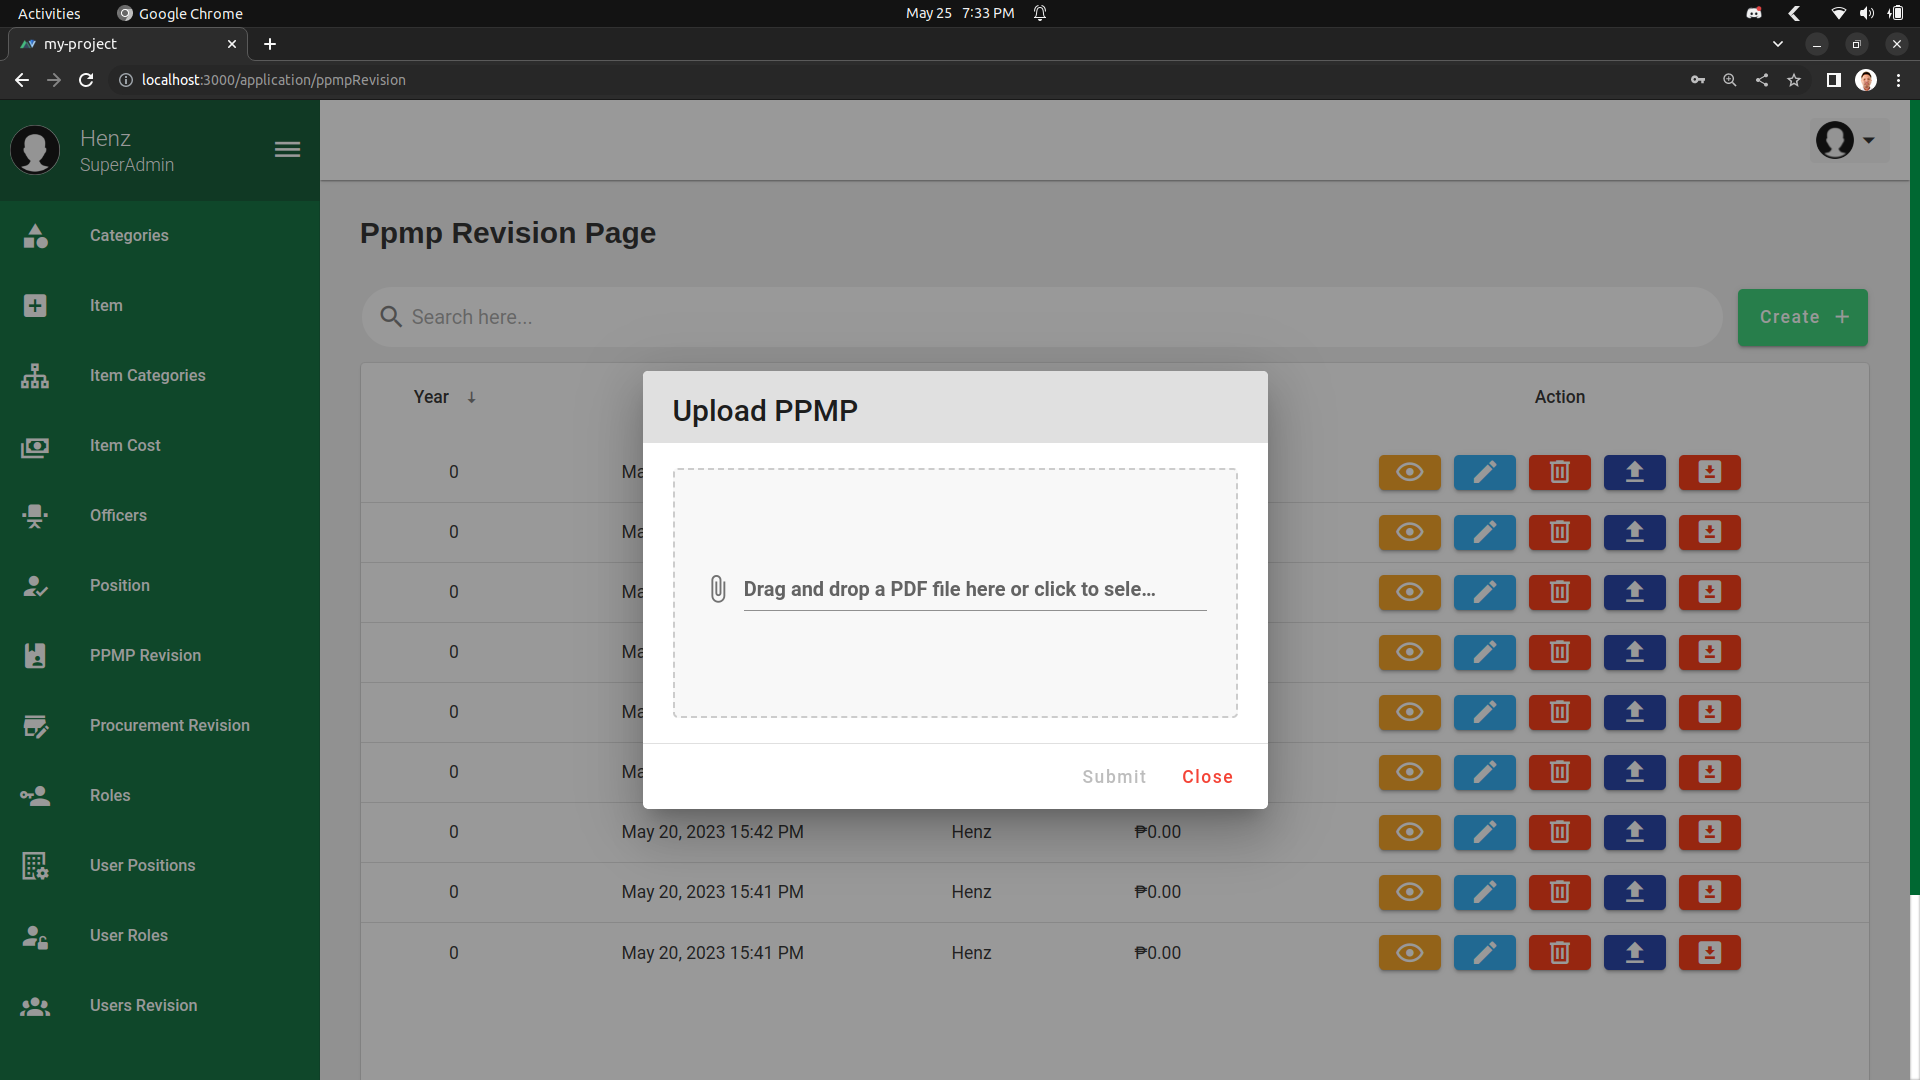 Activities Google Chrome May 25 7:33 PM
my-project
localhost:3000/application/ppmpRevision
Henz
SuperAdmin
Categories
Item
Item Categories
Item Cost
Officers
Position
PPMP Revision
Procurement Revision
Roles
User Positions
User Roles
Users Revision
Ppmp Revision Page
Search here...
Create +
Year Action
0 Ma
0 Ma
0 Ma
0 Ma
0 Ma
0 Ma
0 May 20, 2023 15:42 PM Henz ₱0.00
0 May 20, 2023 15:41 PM Henz ₱0.00
0 May 20, 2023 15:41 PM Henz ₱0.00
Upload PPMP
Drag and drop a PDF file here or click to sele...
Submit Close